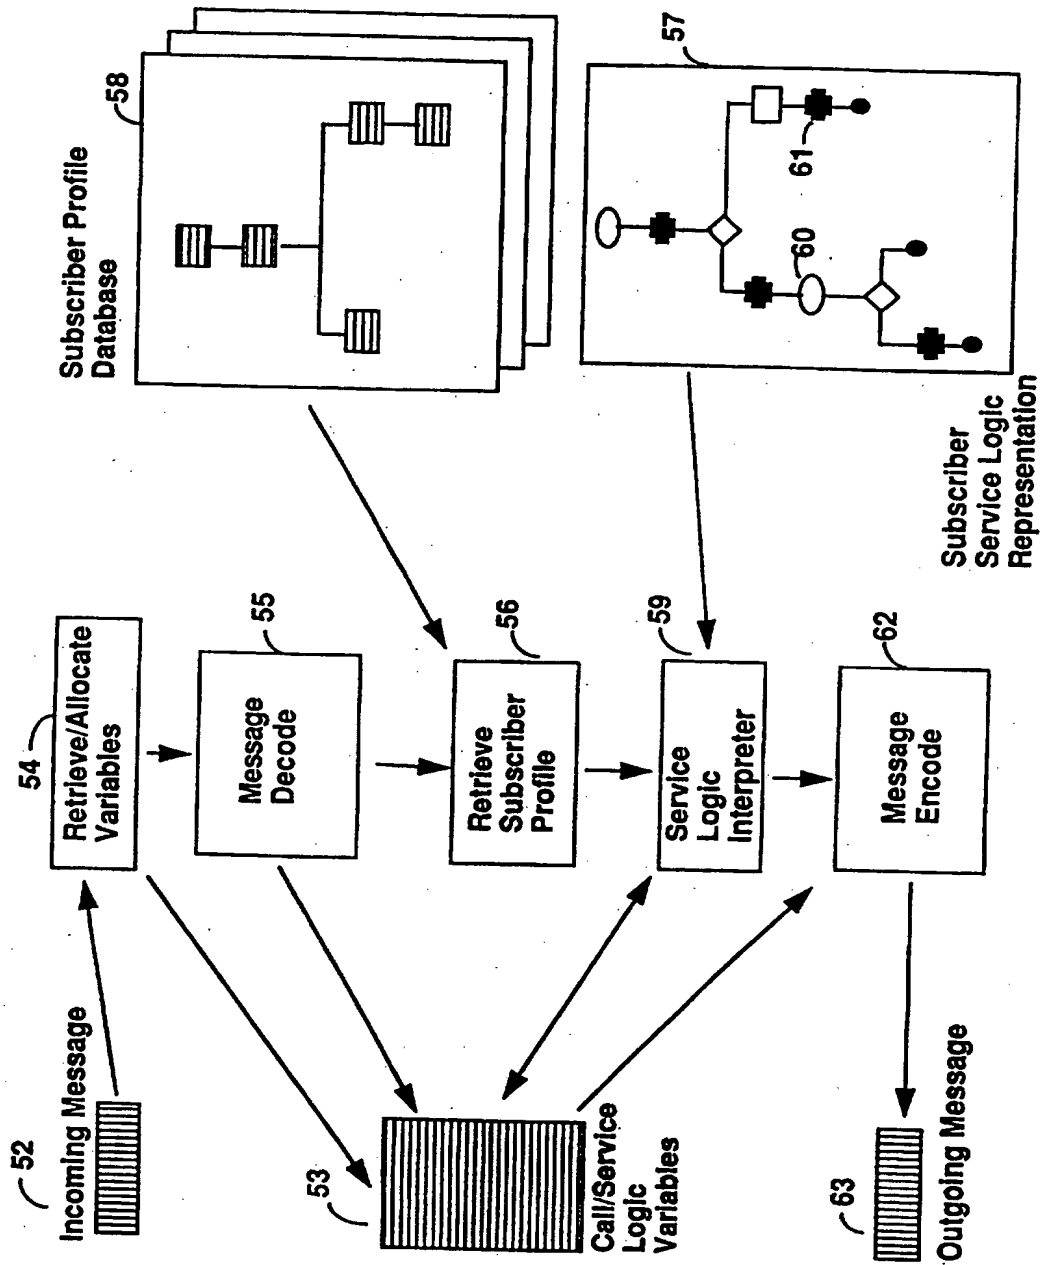 52
Incoming Message
54
Retrieve/Allocate
Variables
58
Subscriber Profile
Database
53
Call/Service
Logic
Variables
55
Message
Decode
56
Retrieve
Subscriber
Profile
59
Service
Logic
Interpreter
57
60
61
Subscriber
Service Logic
Representation
62
Message
Encode
63
Outgoing Message